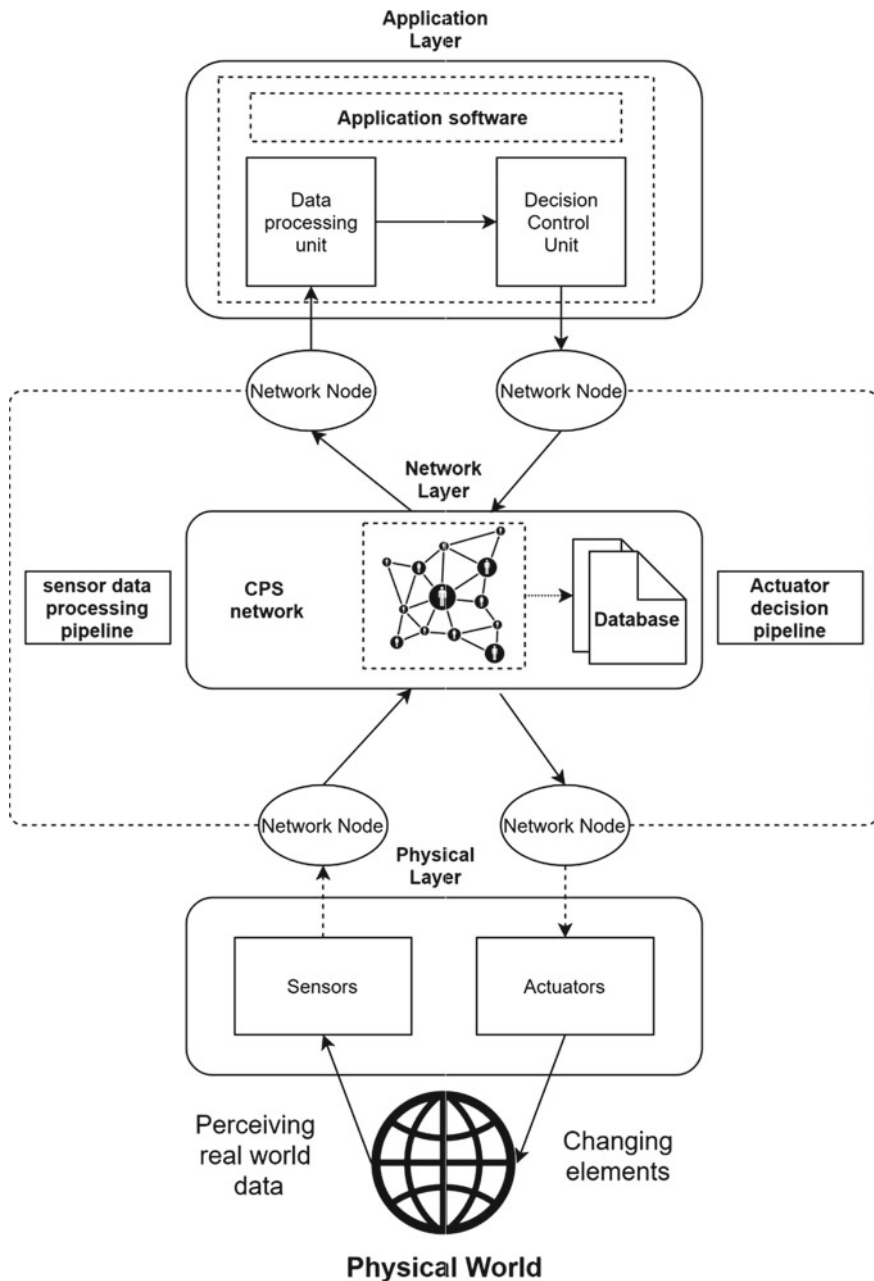 Application
Layer
Application software
Data
processing
unit
Decision
Control
Unit
Network Node
Network Node
Network
Layer
sensor data
processing
pipeline
CPS
network
Database
Actuator
decision
pipeline
Network Node
Network Node
Physical
Layer
Sensors
Actuators
Perceiving
real world
data
Changing
elements
Physical World